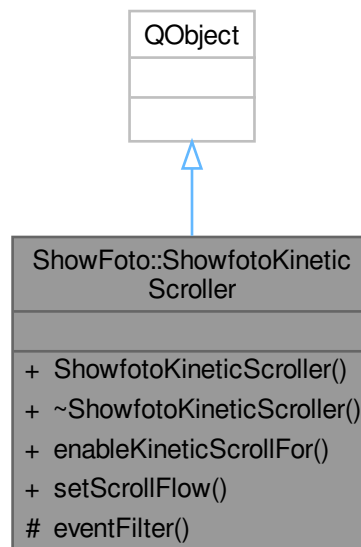 QObject
ShowFoto::ShowfotoKinetic
Scroller
+ ShowfotoKineticScroller()
+ ~ShowfotoKineticScroller()
+ enableKineticScrollFor()
+ setScrollFlow()
# eventFilter()